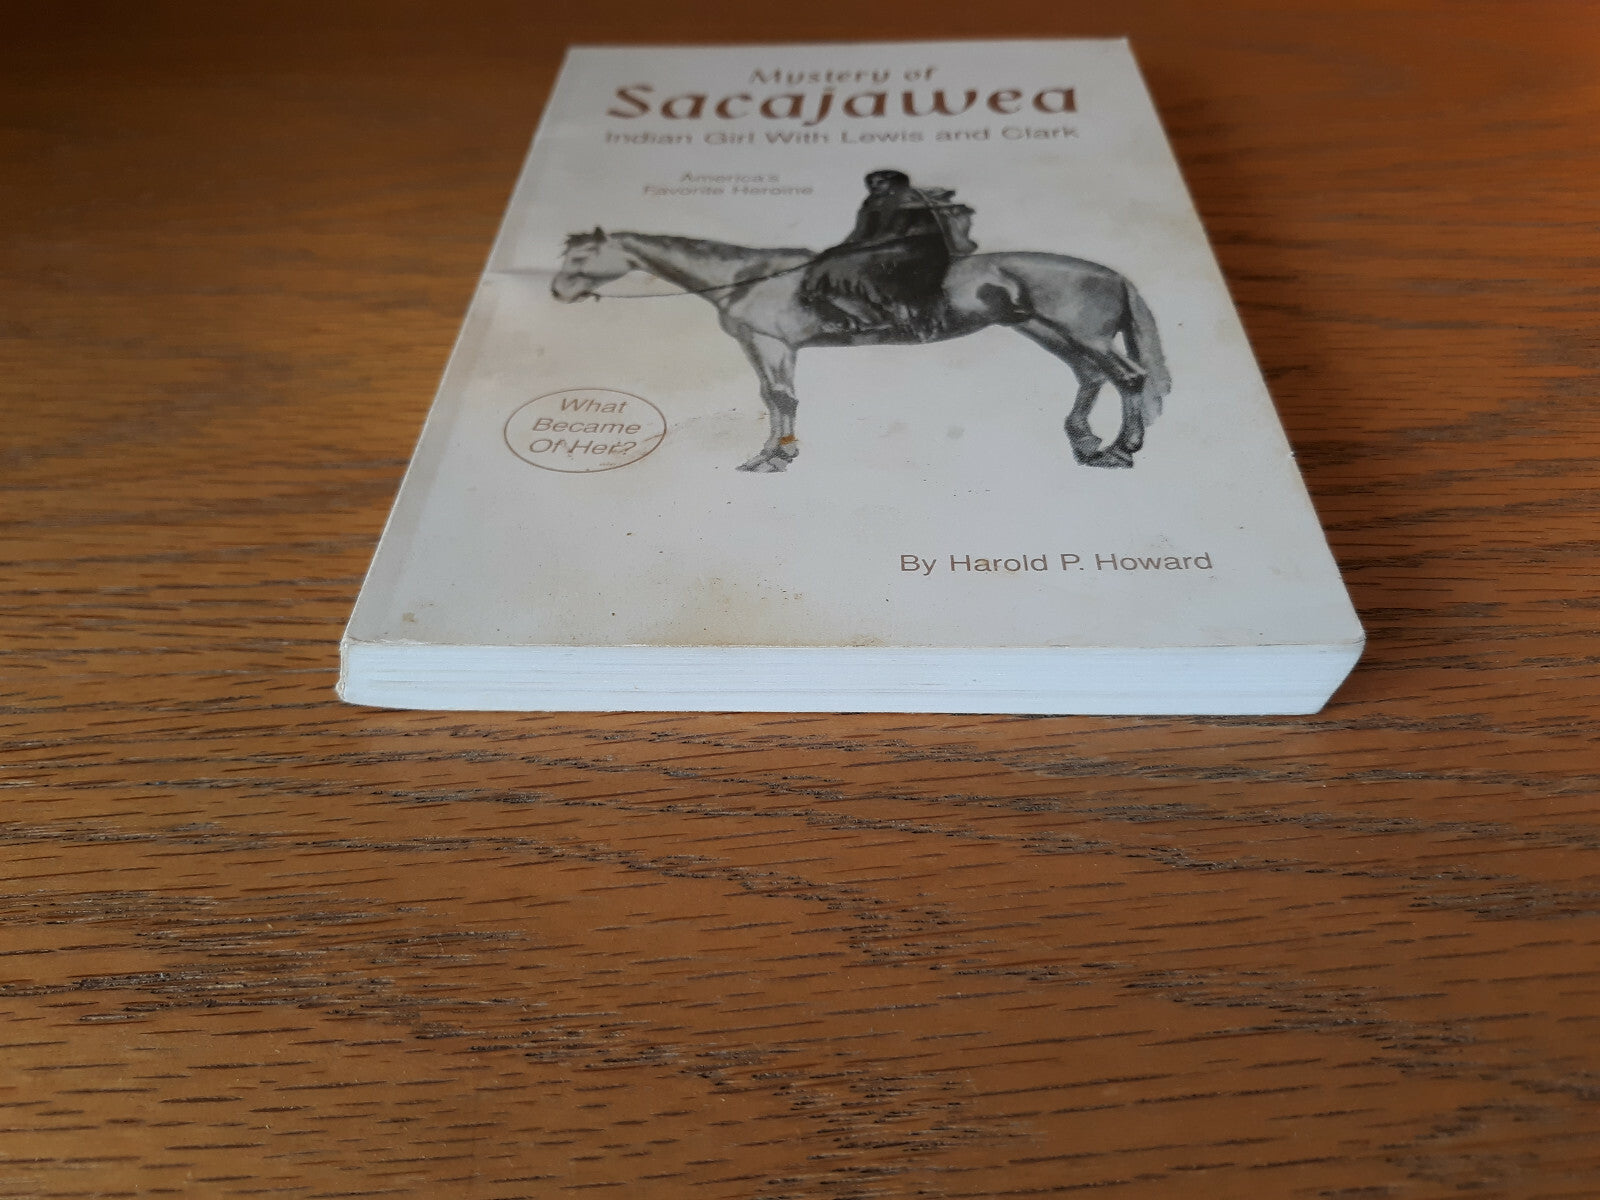 Mystery of
Sacajawea
Indian Girl With Lewis and Clark
America's
Favorite Heroine
What
Became
Of Her?
By Harold P. Howard